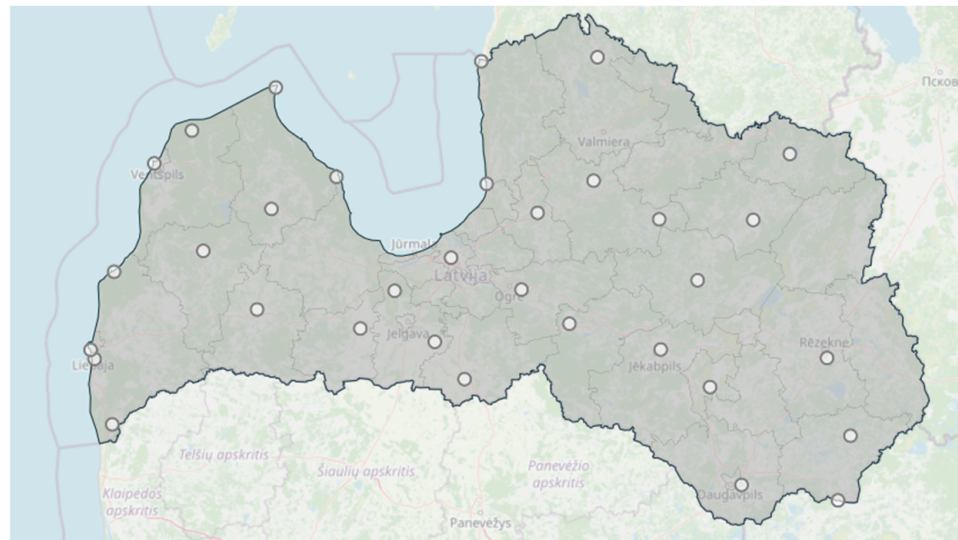 Псков
Valmiera
Ventspils
Jūrmala
Latvija
Ogre
Jelgava
Rēzekne
Liepāja
Jēkabpils
Telšių apskritis
Šiaulių apskritis
Panevėžio
apskritis
Klaipėdos
apskritis
Daugavpils
Panevėžys